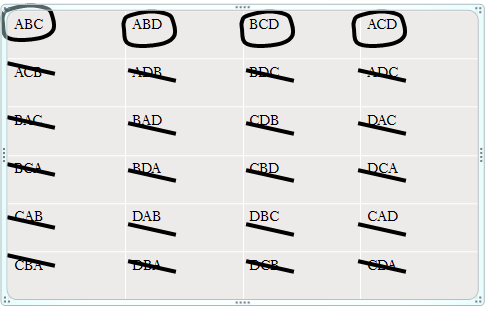 ABC ABD BCD ACD
ACB ADB BDC ADC
BAC BAD CDB DAC
BCA BDA CBD DCA
CAB DAB DBC CAD
CBA DBA DCB CDA